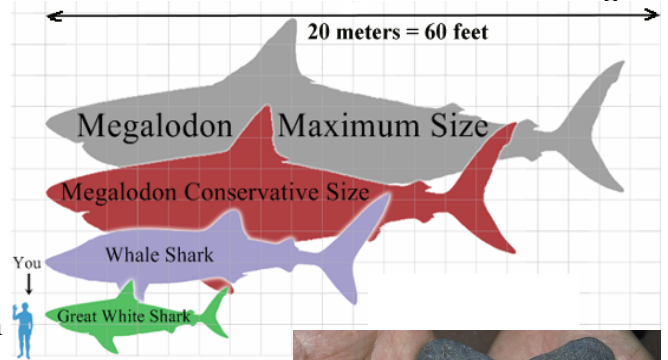 20 meters = 60 feet
Megalodon Maximum Size
Megalodon Conservative Size
Whale Shark
You
Great White Shark